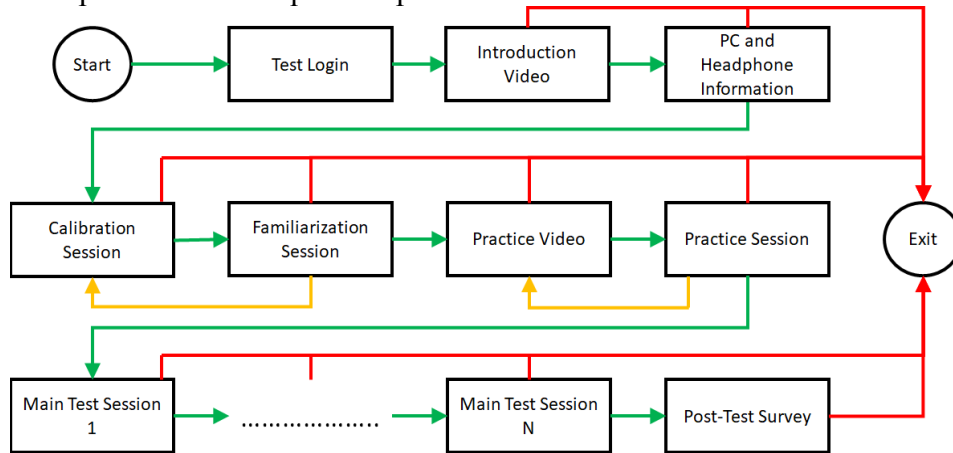 Start
Test Login
Introduction
Video
PC and
Headphone
Information
Calibration
Session
Familiarization
Session
Practice Video
Practice Session
Exit
Main Test Session
1
………………….
Main Test Session
N
Post-Test Survey